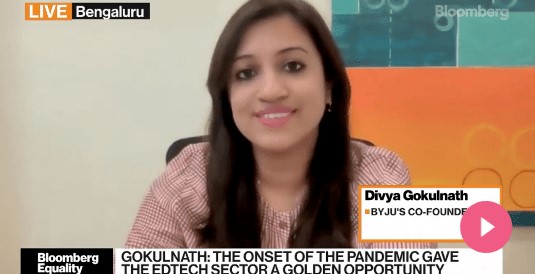 LIVE Bengaluru
Bloomberg
Divya Gokulnath
BYJU'S CO-FOUNDE
Bloomberg
Equality
GOKULNATH: THE ONSET OF THE PANDEMIC GAVE
THE EDTECH SECTOR A GOLDEN OPPORTUNITY